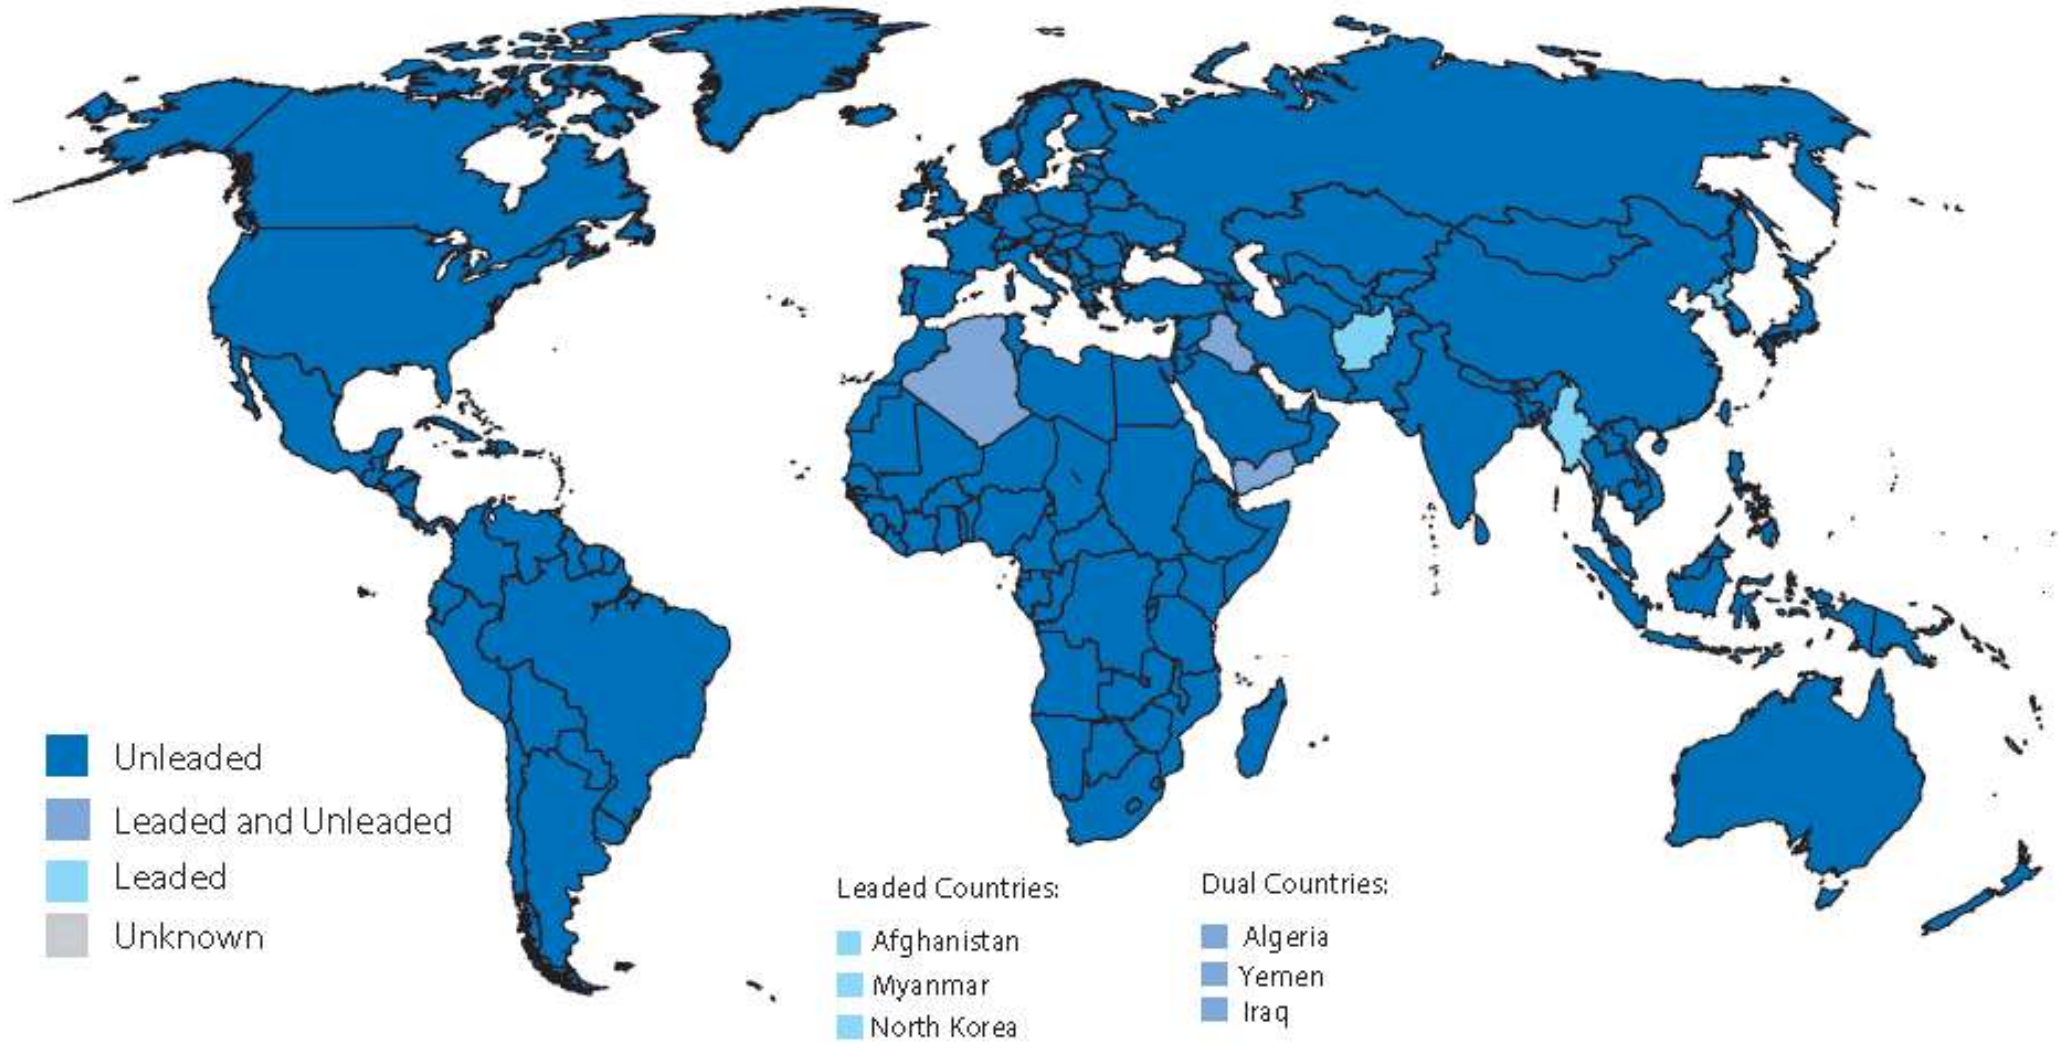 Unleaded
Leaded and Unleaded
Leaded
Unknown
Leaded Countries:
Afghanistan
Myanmar
North Korea
Dual Countries:
Algeria
Yemen
Iraq